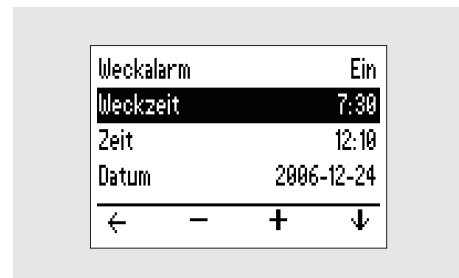 Weckalarm Ein
Weckzeit 7:30
Zeit 12:10
Datum 2006-12-24
← − + ↓